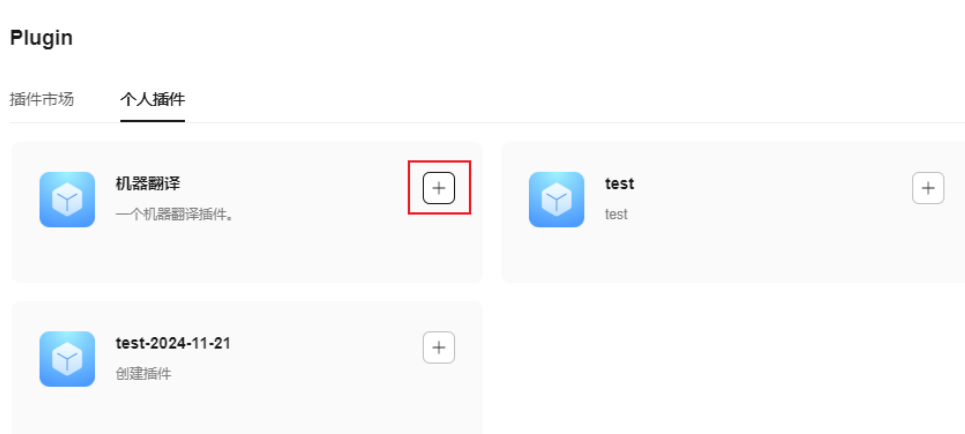 Plugin
插件市场 个人插件
机器翻译
一个机器翻译插件。
test
test
test-2024-11-21
创建插件